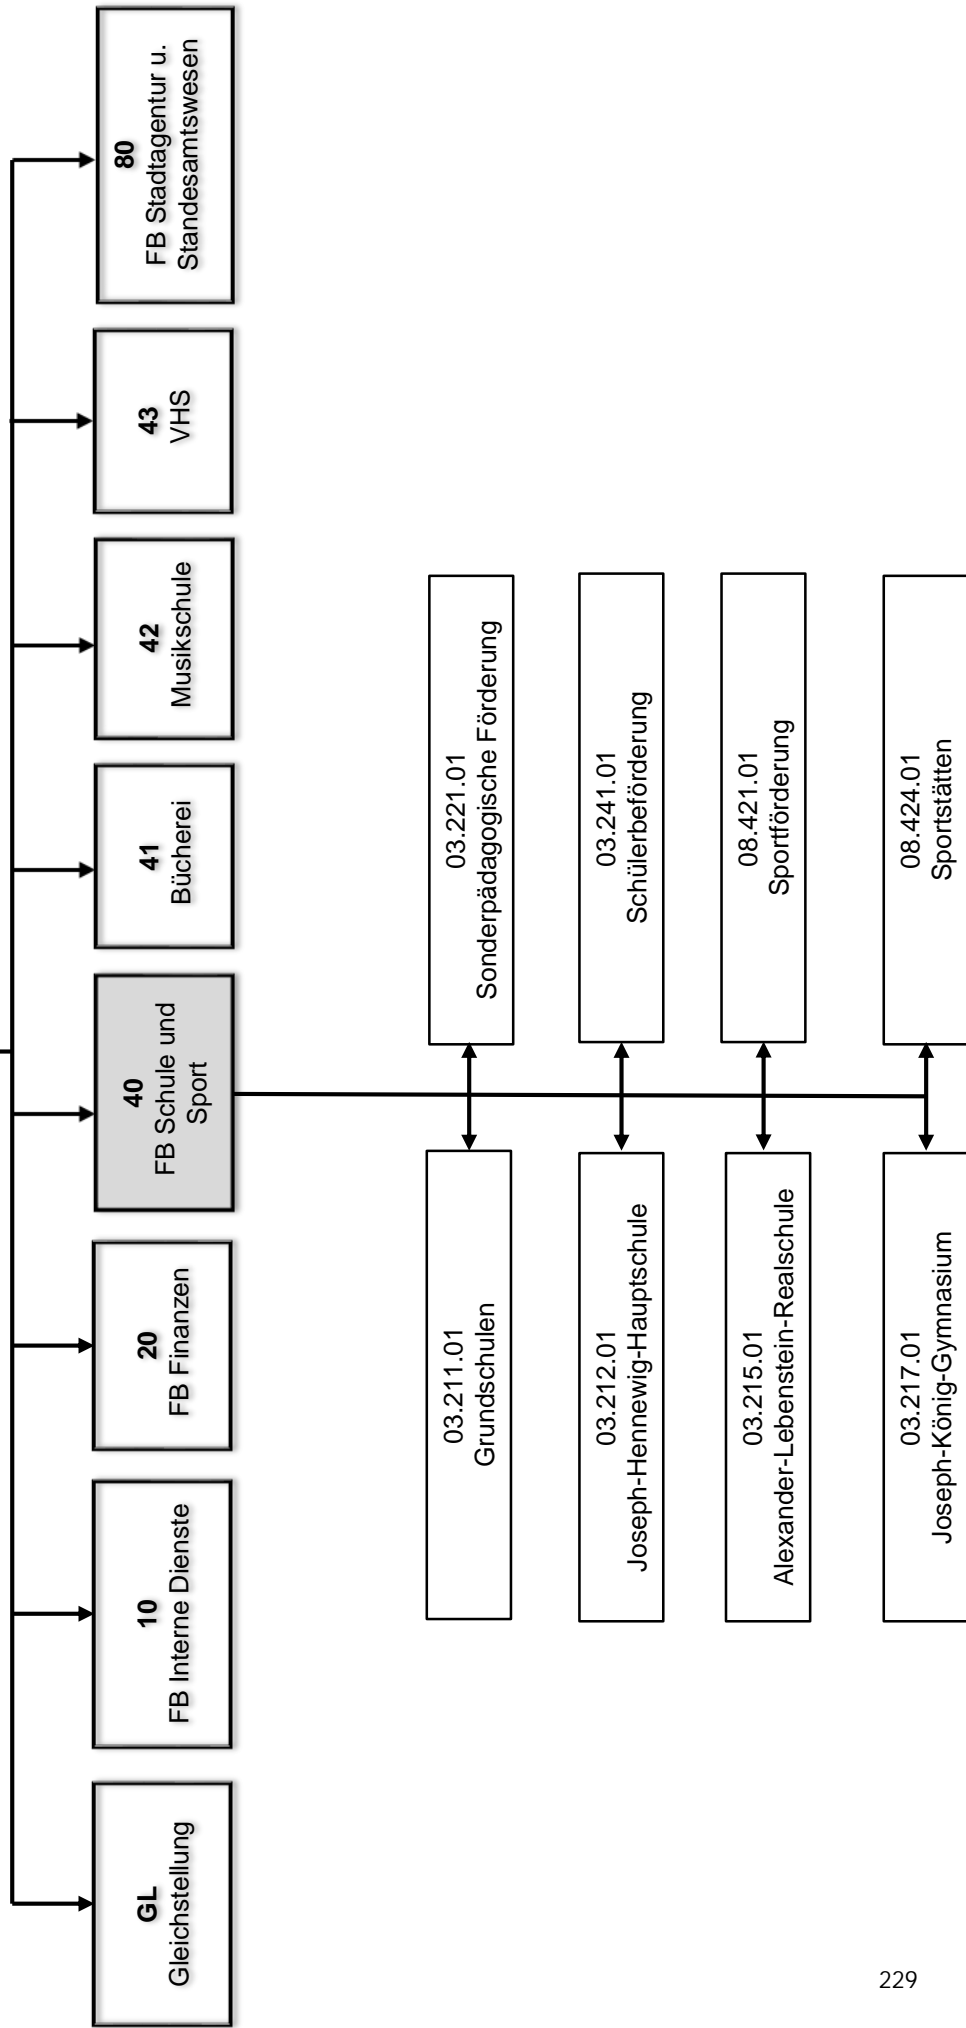 GL
Gleichstellung
10
FB Interne Dienste
20
FB Finanzen
40
FB Schule und
Sport
41
Bücherei
42
Musikschule
43
VHS
80
FB Stadtagentur u.
Standesamtswesen
03.211.01
Grundschulen
03.221.01
Sonderpädagogische Förderung
03.212.01
Joseph-Hennewig-Hauptschule
03.241.01
Schülerbeförderung
03.215.01
Alexander-Lebenstein-Realschule
08.421.01
Sportförderung
03.217.01
Joseph-König-Gymnasium
08.424.01
Sportstätten
229